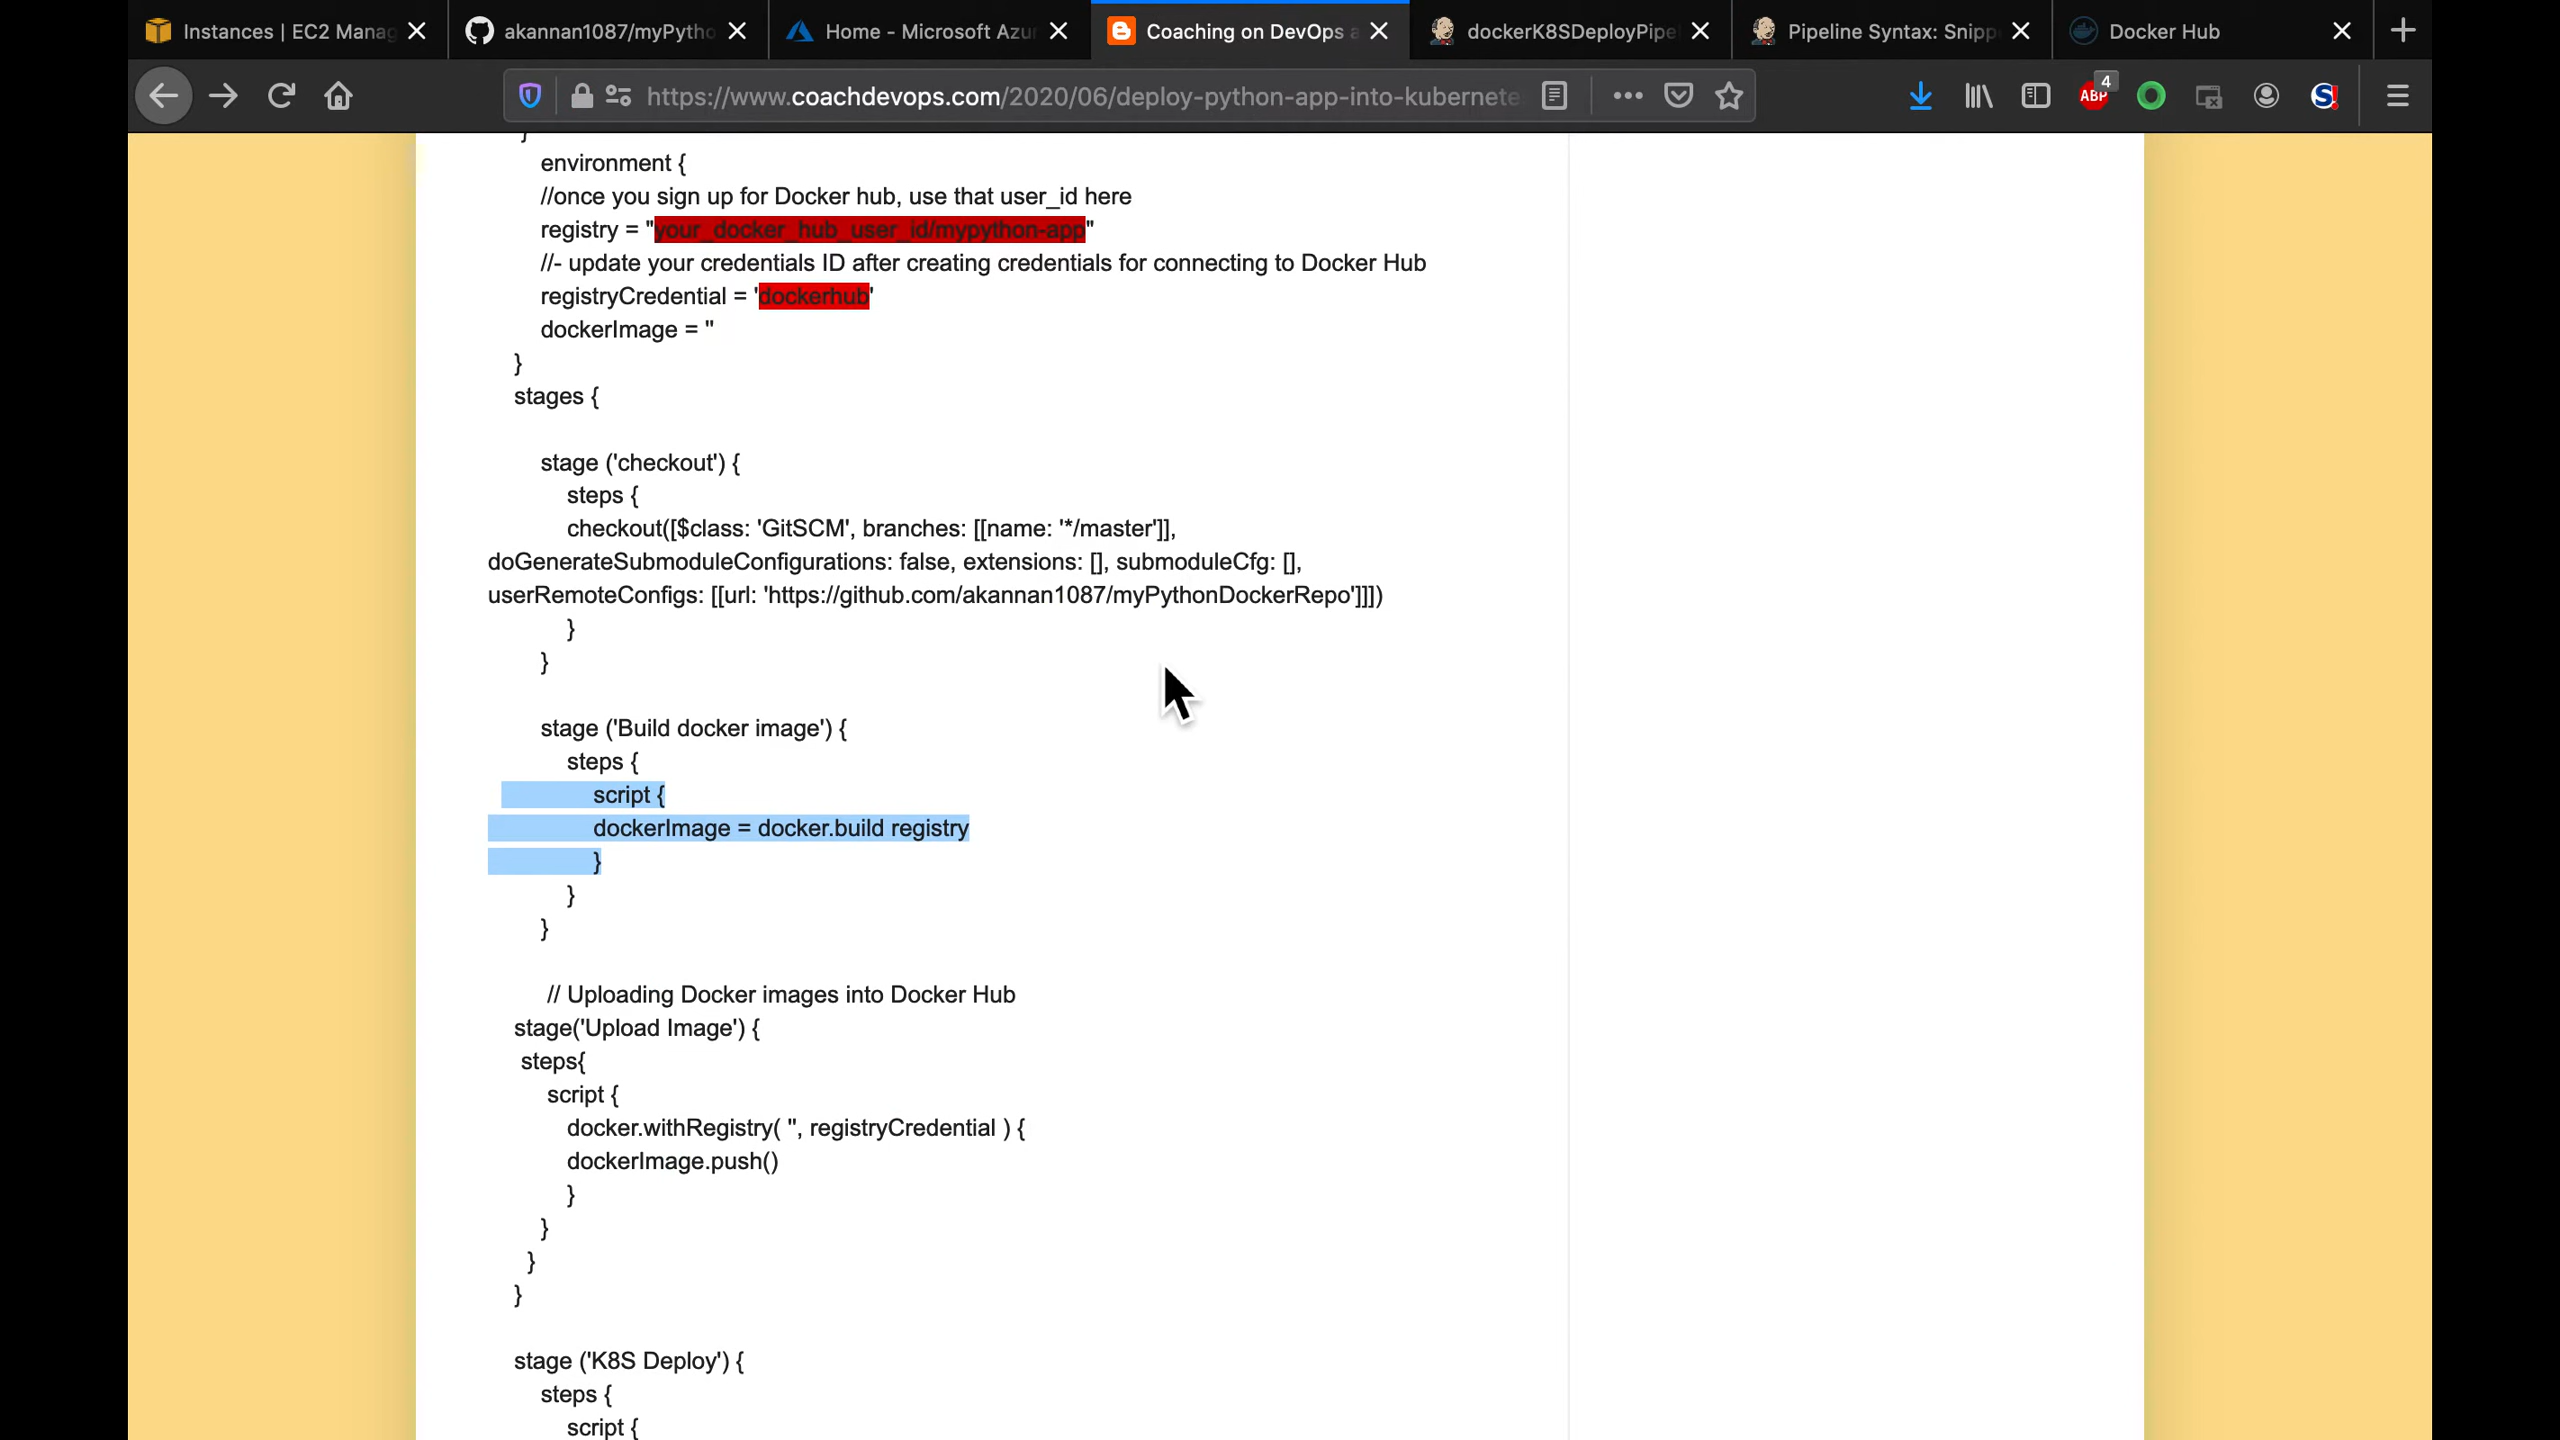 Instances | EC2 Manag
akannan1087/myPytho
Home - Microsoft Azur
Coaching on DevOps a
dockerK8SDeployPipe
Pipeline Syntax: Snipp
Docker Hub
https://www.coachdevops.com/2020/06/deploy-python-app-into-kubernete
ABP
4
S!
}
environment {
//once you sign up for Docker hub, use that user_id here
registry = "your_docker_hub_user_id/mypython-app"
//- update your credentials ID after creating credentials for connecting to Docker Hub
registryCredential = 'dockerhub'
dockerImage = ''
}
stages {
stage ('checkout') {
steps {
checkout([$class: 'GitSCM', branches: [[name: '*/master']],
doGenerateSubmoduleConfigurations: false, extensions: [], submoduleCfg: [],
userRemoteConfigs: [[url: 'https://github.com/akannan1087/myPythonDockerRepo']]])
}
}
stage ('Build docker image') {
steps {
script {
dockerImage = docker.build registry
}
}
}
// Uploading Docker images into Docker Hub
stage('Upload Image') {
steps{
script {
docker.withRegistry( '', registryCredential ) {
dockerImage.push()
}
}
}
}
stage ('K8S Deploy') {
steps {
script {